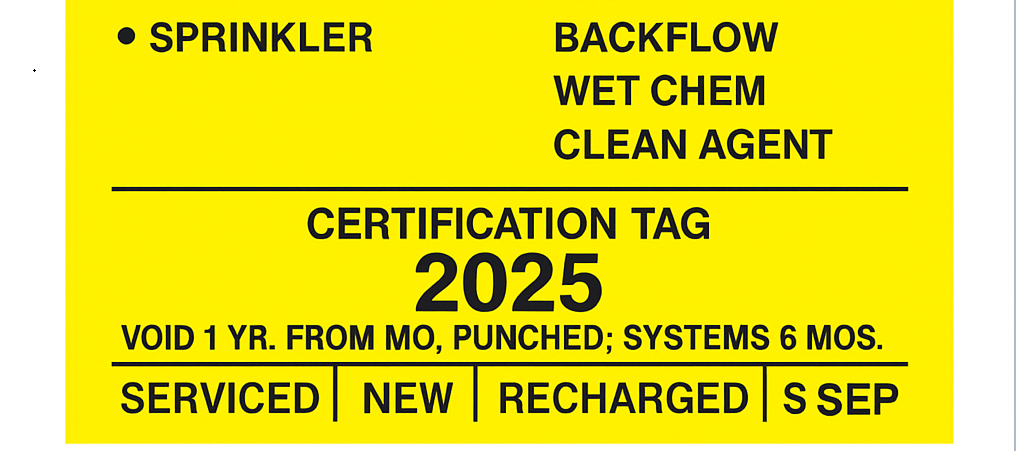 • SPRINKLER BACKFLOW
WET CHEM
CLEAN AGENT
CERTIFICATION TAG
2025
VOID 1 YR. FROM MO, PUNCHED; SYSTEMS 6 MOS.
SERVICED NEW RECHARGED S SEP